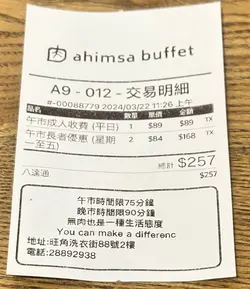 ahimsa buffet
A9 - 012 - 交易明細
#-00088779 2024/03/22 11:26 上午
品名 數量 單價 金額
午市成人收費 (平日) 1 $89 $89 TX
午市長者優惠 (星期一至五) 2 $84 $168 TX
總計 $257
八達通 $257
午市時間限75分鐘
晚市時間限90分鐘
無肉也是一種生活態度
You can make a differenc
地址:旺角洗衣街88號2樓
電話:28892938